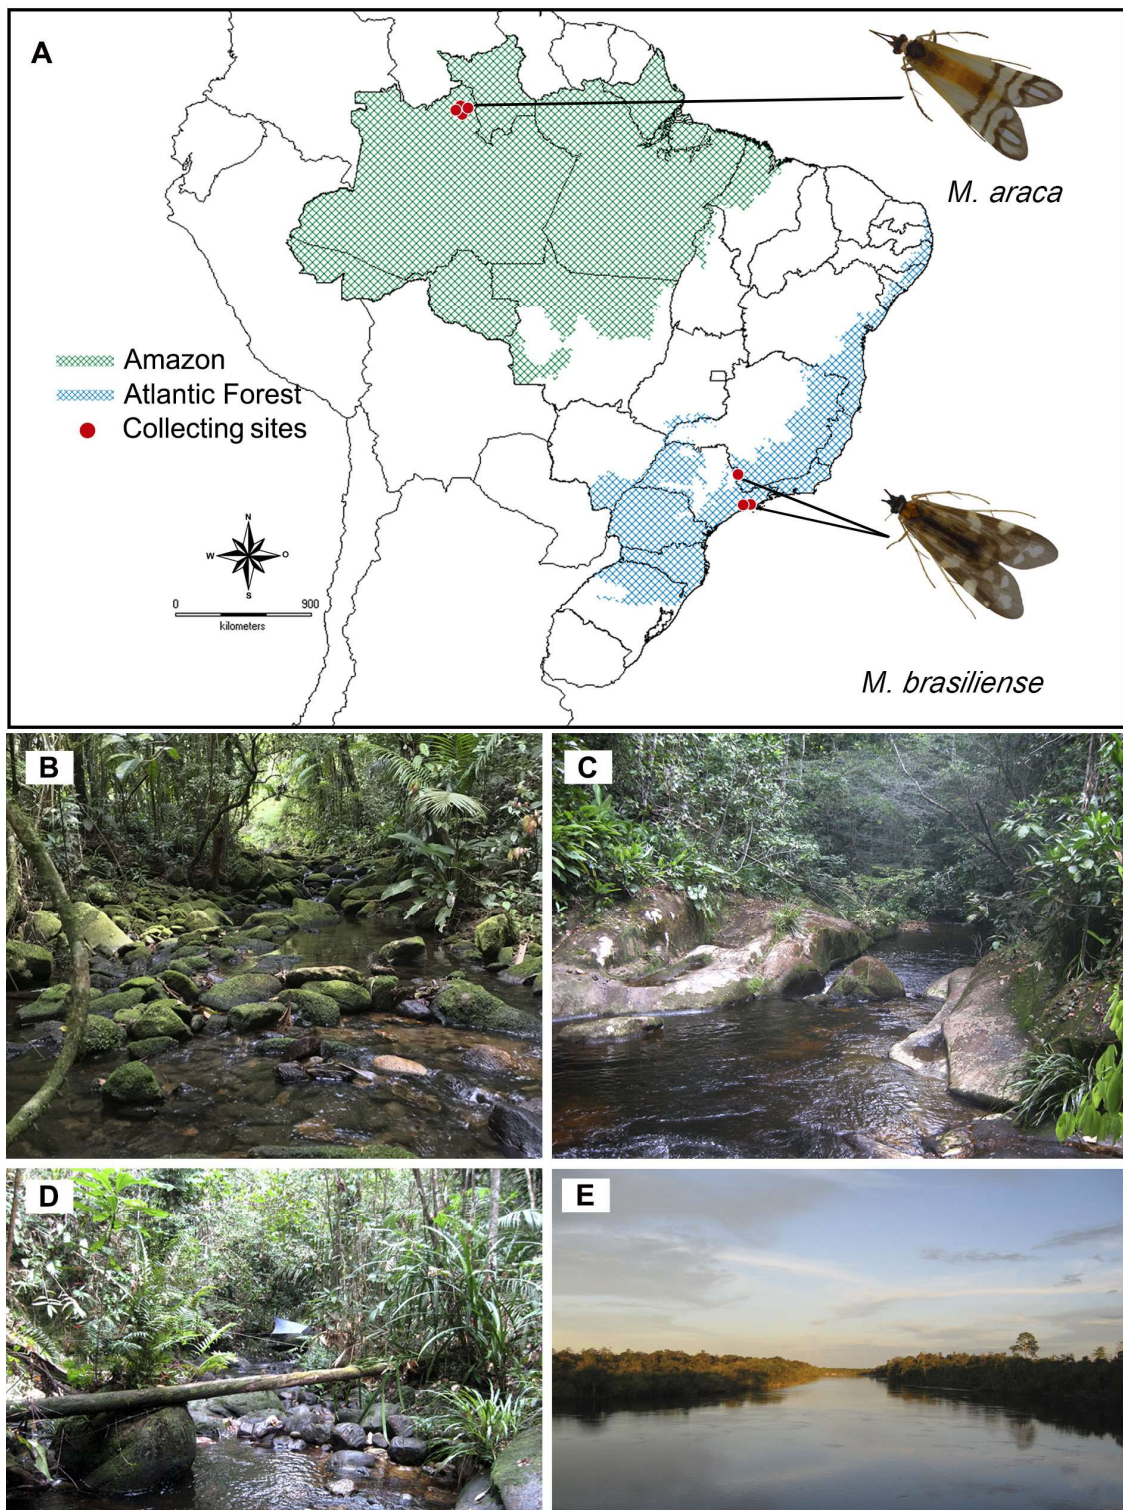 A
M. araca
Amazon
Atlantic Forest
Collecting sites
N
W
O
S
0
900
kilometers
M. brasiliense
B
C
D
E